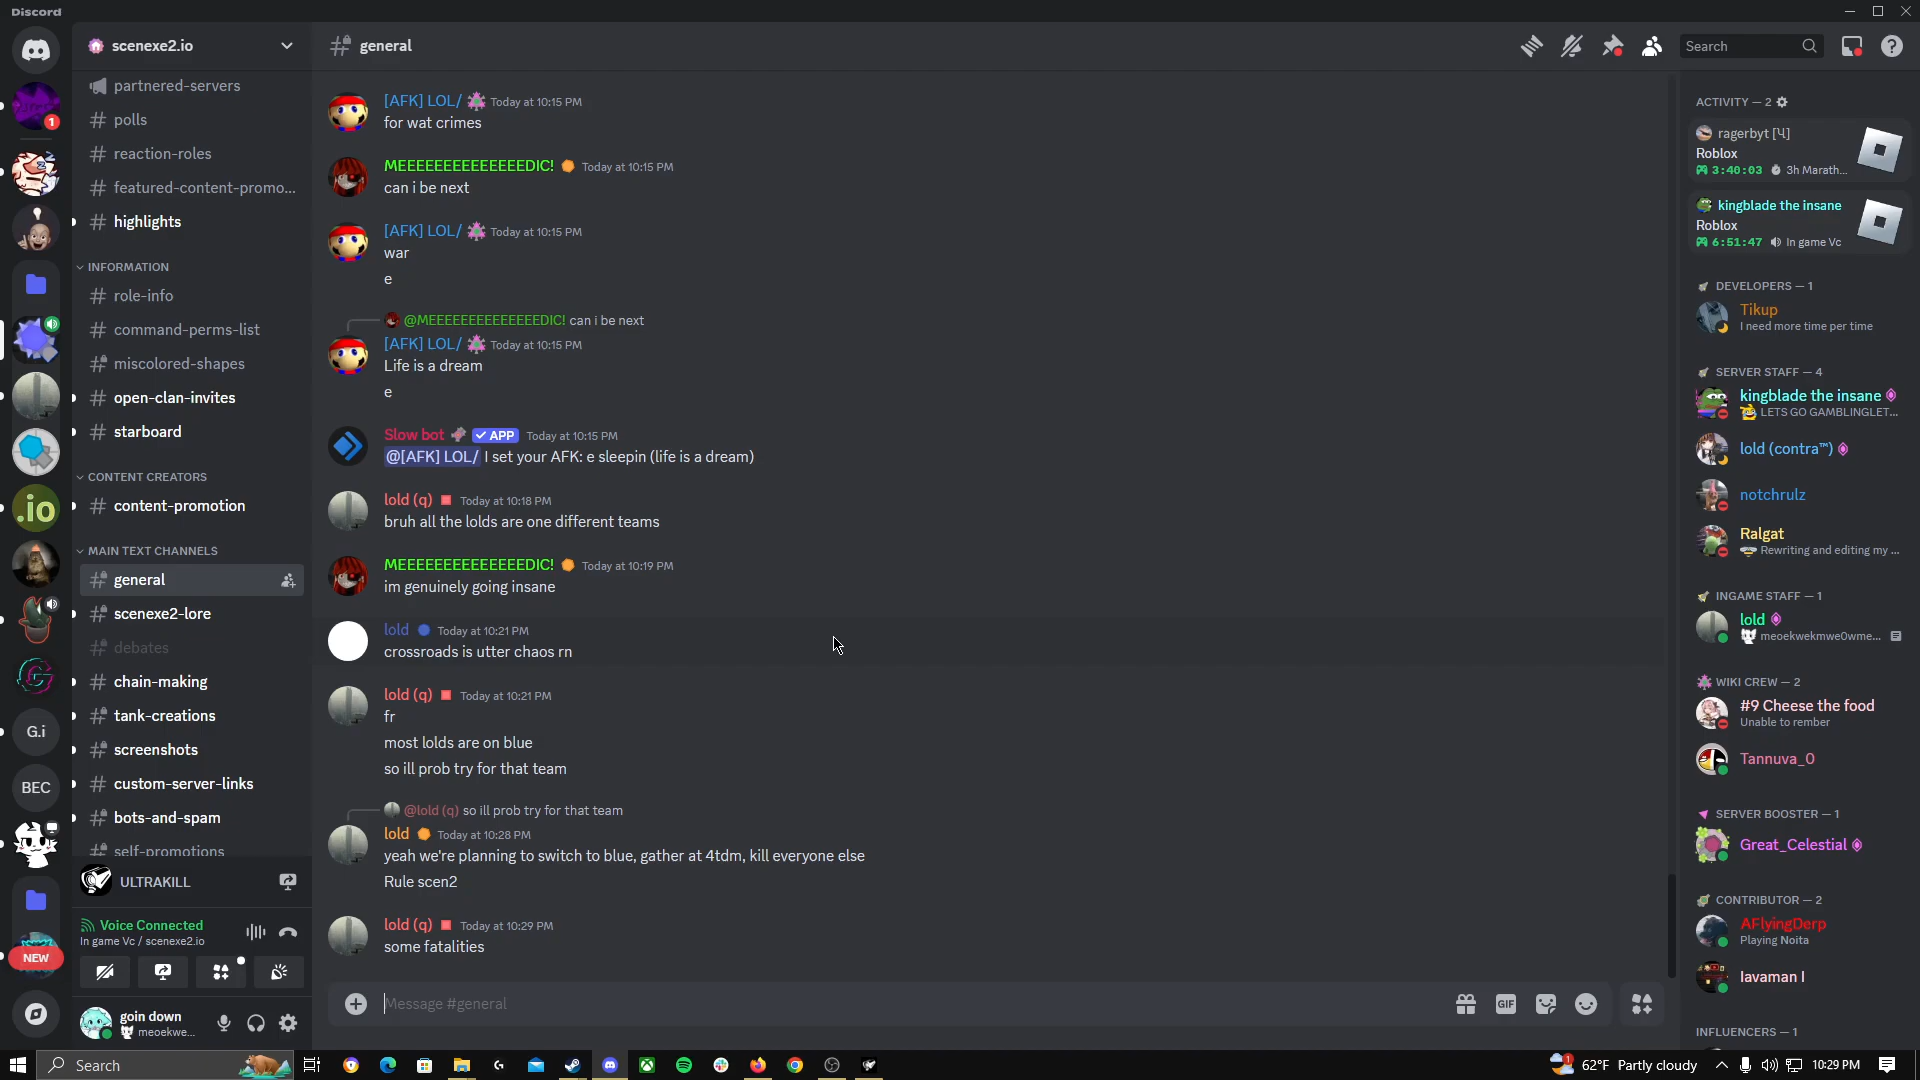 Discord
scenexe2.io
partnered-servers
polls
reaction-roles
featured-content-promo...
highlights
INFORMATION
role-info
command-perms-list
miscolored-shapes
open-clan-invites
starboard
CONTENT CREATORS
content-promotion
MAIN TEXT CHANNELS
general
scenexe2-lore
debates
chain-making
tank-creations
screenshots
custom-server-links
bots-and-spam
self-promotions
ULTRAKILL
Voice Connected
In game Vc / scenexe2.io
goin down
meoekwe...
1
.io
G.i
BEC
NEW
general
Search
[AFK] LOL/ Today at 10:15 PM
for wat crimes
MEEEEEEEEEEEEEEDIC! Today at 10:15 PM
can i be next
[AFK] LOL/ Today at 10:15 PM
war
e
@MEEEEEEEEEEEEEEDIC! can i be next
[AFK] LOL/ Today at 10:15 PM
Life is a dream
e
Slow bot APP Today at 10:15 PM
@[AFK] LOL/ I set your AFK: e sleepin (life is a dream)
lold (q) Today at 10:18 PM
bruh all the lolds are one different teams
MEEEEEEEEEEEEEEDIC! Today at 10:19 PM
im genuinely going insane
lold Today at 10:21 PM
crossroads is utter chaos rn
lold (q) Today at 10:21 PM
fr
most lolds are on blue
so ill prob try for that team
@lold (q) so ill prob try for that team
lold Today at 10:28 PM
yeah we're planning to switch to blue, gather at 4tdm, kill everyone else
Rule scen2
lold (q) Today at 10:29 PM
some fatalities
Message #general
GIF
ACTIVITY — 2
ragerbyt [Ч]
Roblox
3:40:03 3h Marath...
kingblade the insane
Roblox
6:51:47 In game Vc
DEVELOPERS — 1
Tikup
I need more time per time
SERVER STAFF — 4
kingblade the insane
LETS GO GAMBLINGLET...
lold (contra™)
notchrulz
Ralgat
Rewriting and editing my ...
INGAME STAFF — 1
lold
meoekwekmwe0wme...
WIKI CREW — 2
#9 Cheese the food
Unable to rember
Tannuva_0
SERVER BOOSTER — 1
Great_Celestial
CONTRIBUTOR — 2
AFlyingDerp
Playing Noita
lavaman l
INFLUENCERS — 1
Search
1
62°F Partly cloudy
10:29 PM